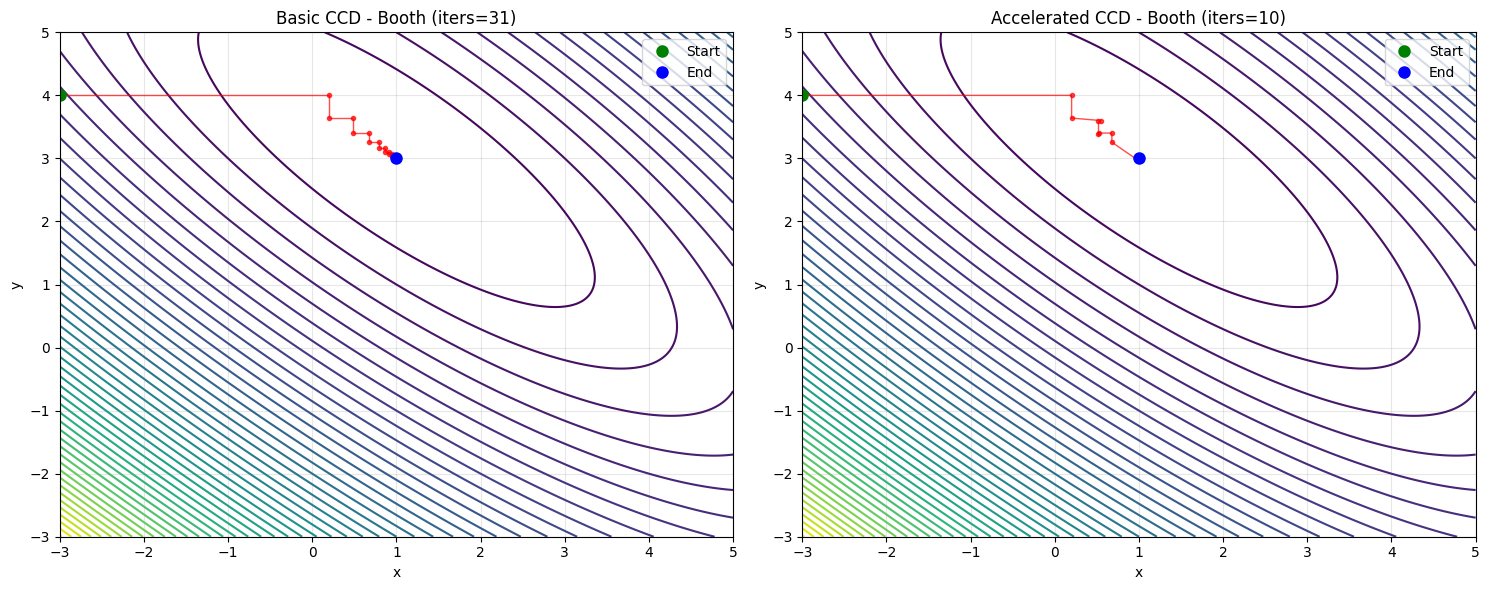 Basic CCD - Booth (iters=31)
Start
End
5
4
3
2
1
0
−1
−2
−3
y
−3 −2 −1 0 1 2 3 4 5
x
Accelerated CCD - Booth (iters=10)
Start
End
5
4
3
2
1
0
−1
−2
−3
y
−3 −2 −1 0 1 2 3 4 5
x